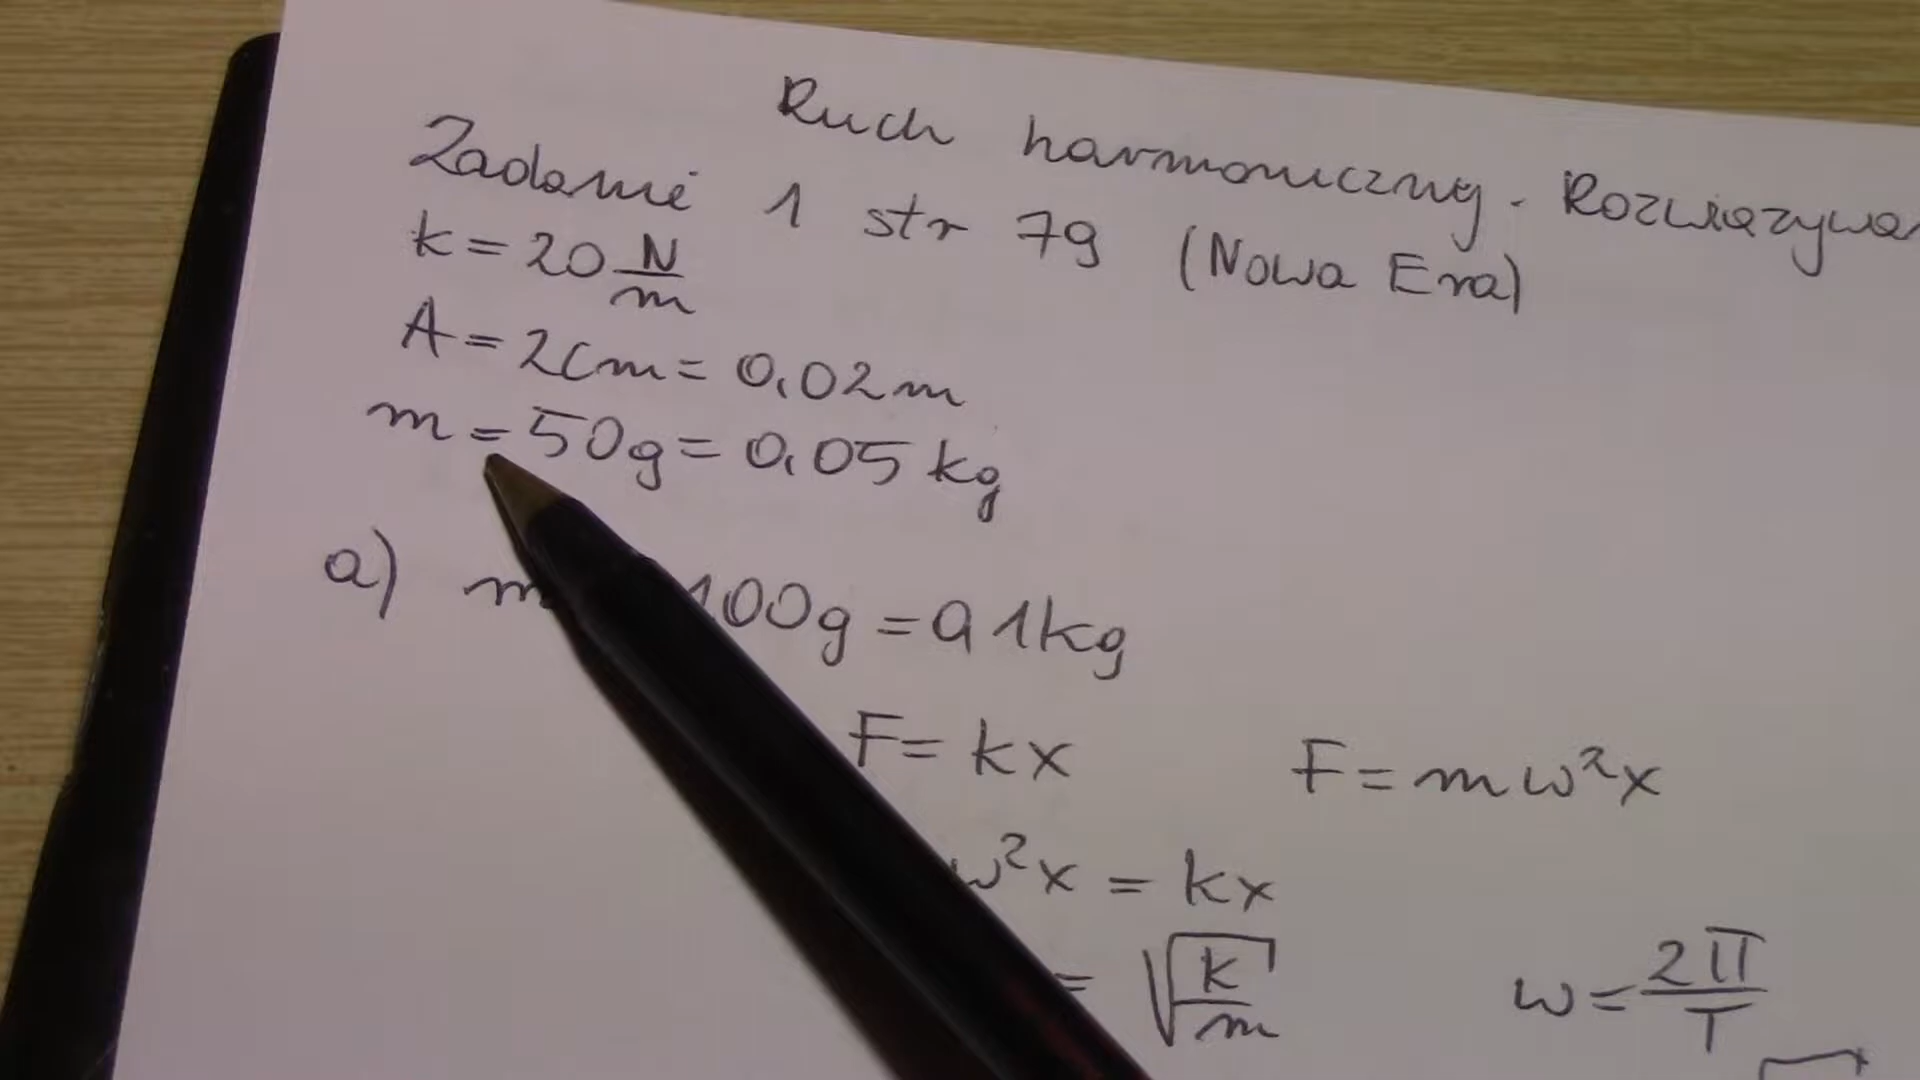 Ruch harmoniczny. Rozwiązywa
Zadanie 1 str 79 (Nowa Era)
k = 20 N/m
A = 2cm = 0,02m
m = 50g = 0,05 kg
a) m 100g = 0,1kg
F = kx F = mω²x
ω²x = kx
= √(k/m) ω = 2π/T